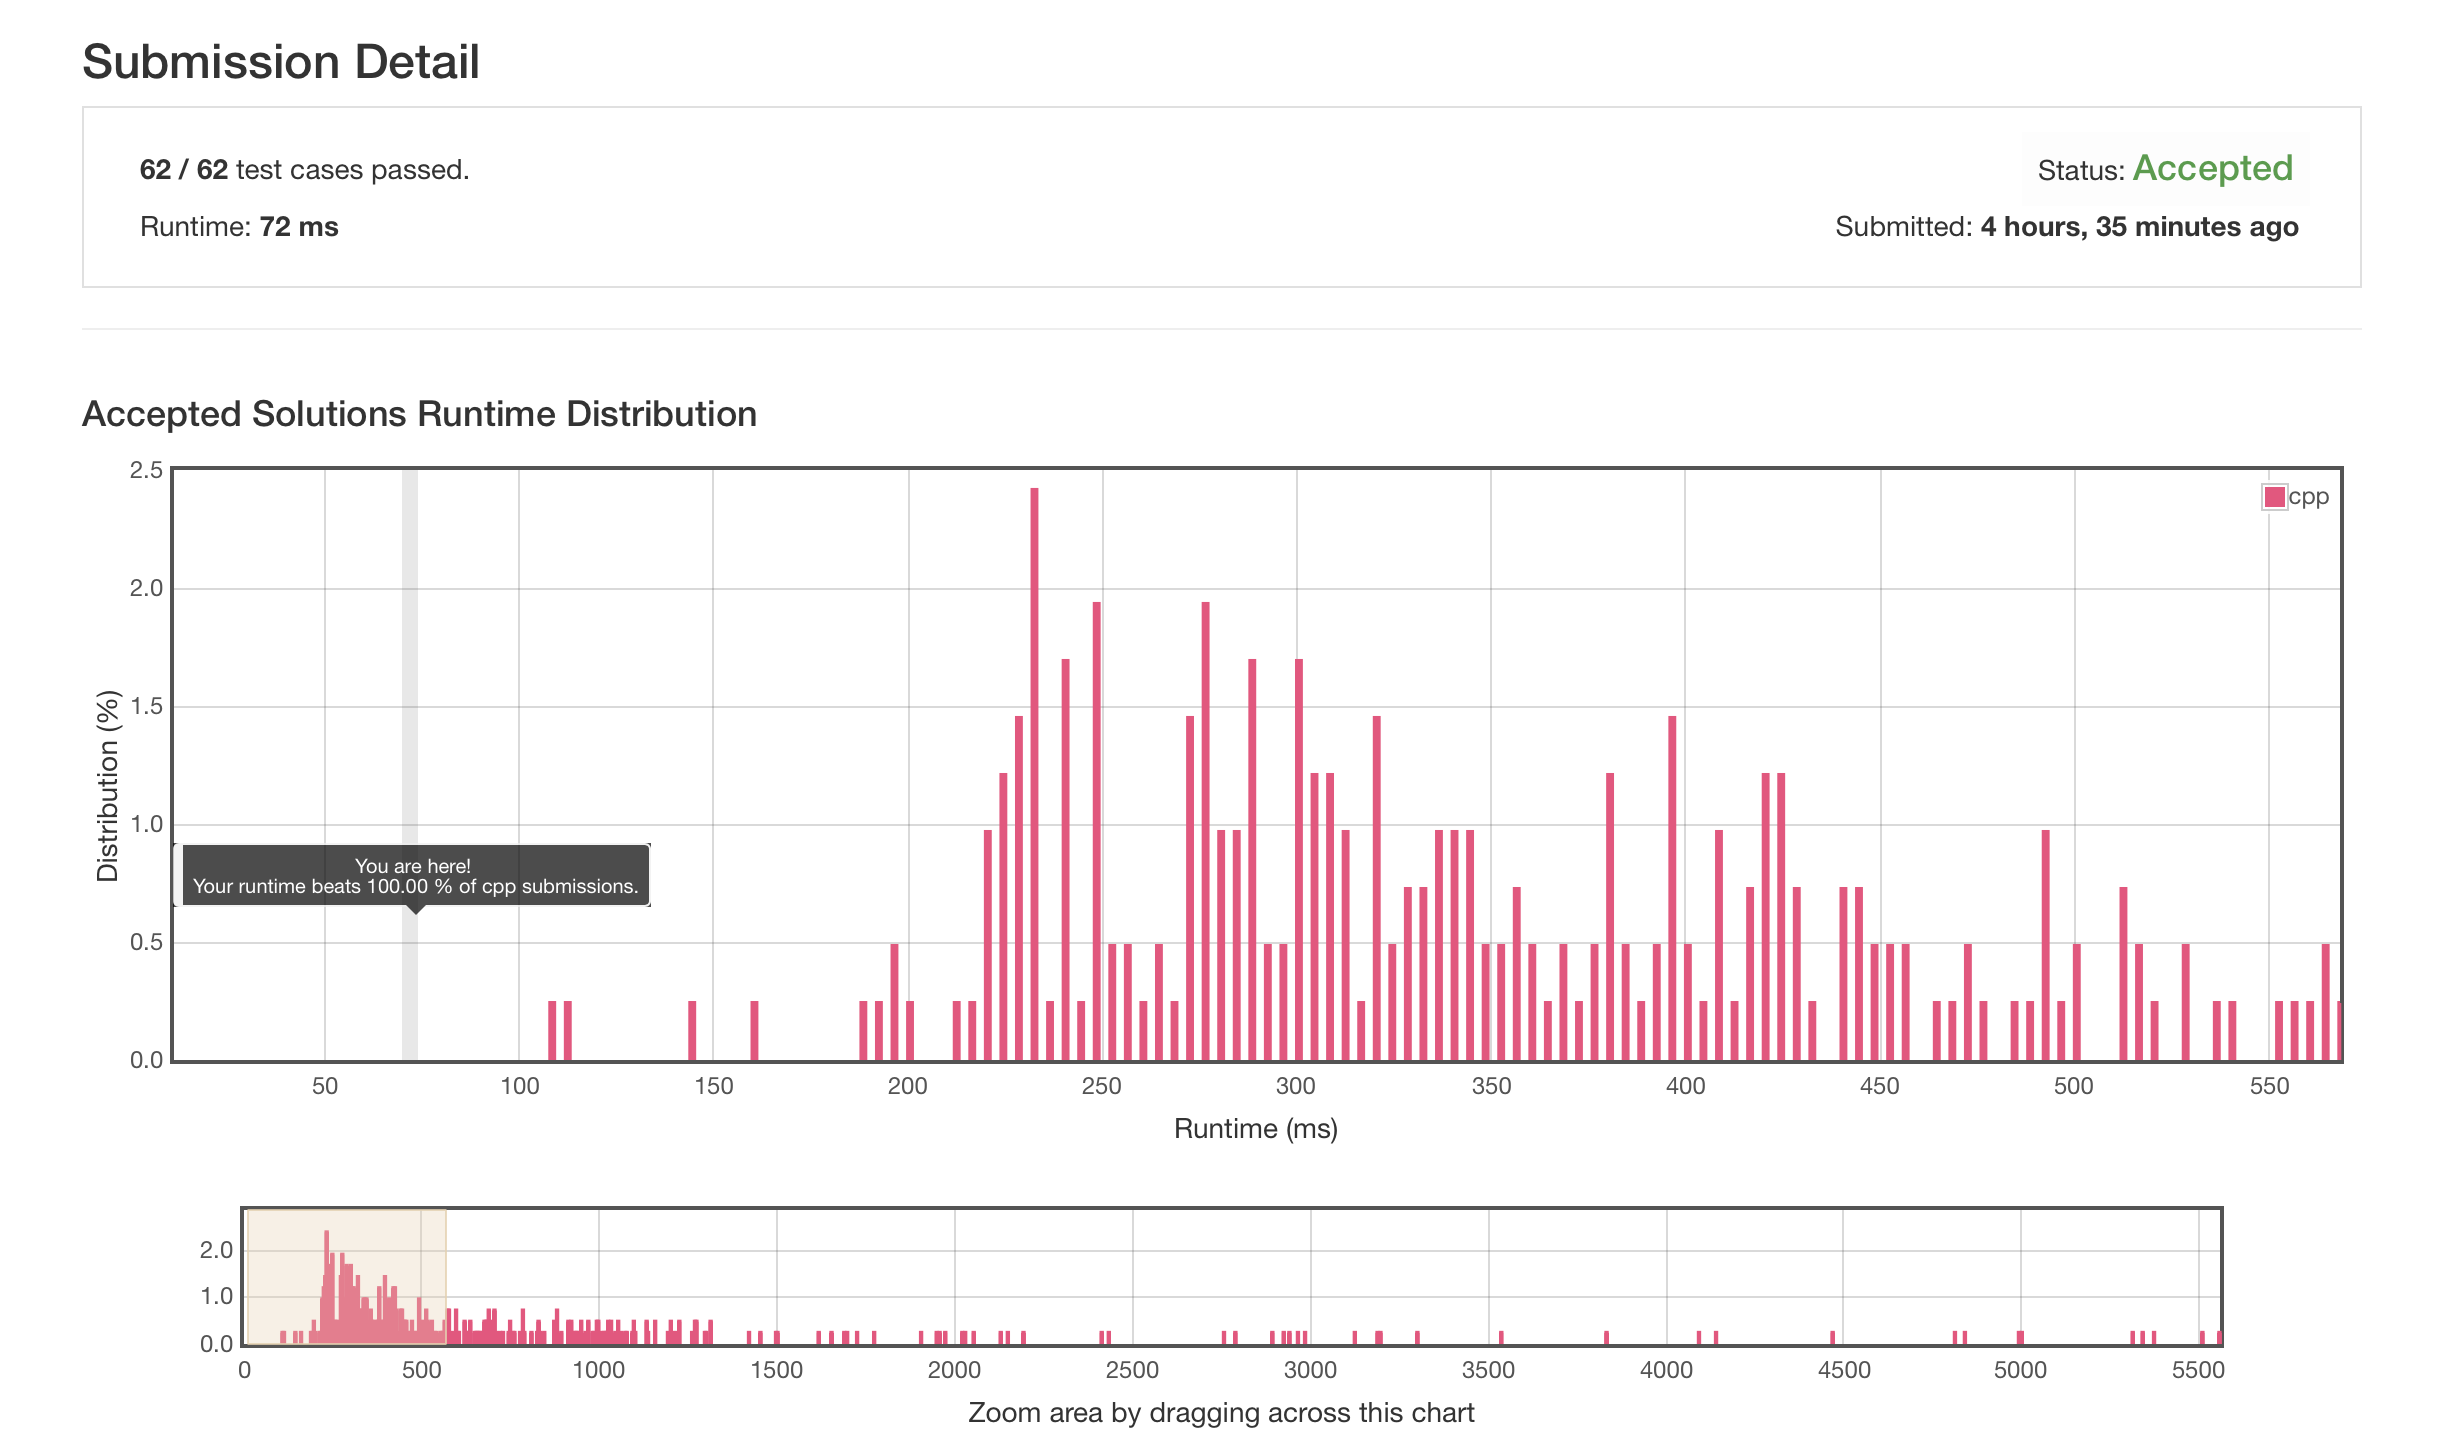 Submission Detail
62 / 62 test cases passed.
Status: Accepted
Runtime: 72 ms
Submitted: 4 hours, 35 minutes ago
Accepted Solutions Runtime Distribution
2.5
2.0
1.5
1.0
0.5
0.0
Distribution (%)
cpp
You are here!
Your runtime beats 100.00 % of cpp submissions.
50 100 150 200 250 300 350 400 450 500 550
Runtime (ms)
2.0
1.0
0.0
0 500 1000 1500 2000 2500 3000 3500 4000 4500 5000 5500
Zoom area by dragging across this chart